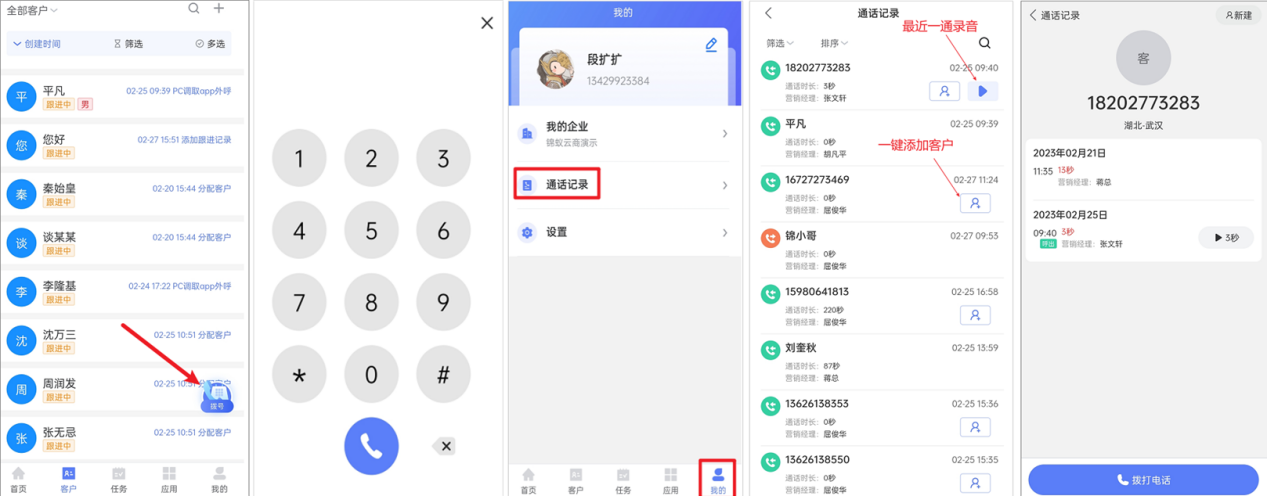 全部客户
创建时间
筛选
多选
平
平凡
02-25 09:39 PC调取app外呼
跟进中
男
您
您好
02-27 15:51 添加跟进记录
跟进中
秦
秦始皇
02-20 15:44 分配客户
跟进中
谈
谈某某
02-20 15:44 分配客户
跟进中
李
李隆基
02-24 17:22 PC调取app外呼
跟进中
沈
沈万三
02-25 10:51 分配客户
跟进中
周
周润发
02-25 10:51 分配客户
跟进中
拨号
张
张无忌
02-25 10:51 分配客户
跟进中
首页
客户
任务
应用
我的
1
2
3
4
5
6
7
8
9
*
0
#
我的
段扩扩
13429923384
我的企业
锦蚁云商演示
通话记录
设置
首页
客户
任务
应用
我的
通话记录
最近一通录音
筛选
排序
18202773283
02-25 09:40
通话时长: 3秒
营销经理: 张文轩
平凡
02-25 09:39
通话时长: 0秒
营销经理: 胡凡平
一键添加客户
16727273469
02-27 11:24
通话时长: 0秒
营销经理: 屈俊华
锦小哥
02-27 09:53
通话时长: 0秒
营销经理: 屈俊华
15980641813
02-25 16:58
通话时长: 220秒
营销经理: 屈俊华
刘奎秋
02-25 13:59
通话时长: 87秒
营销经理: 蒋总
13626138353
02-25 15:36
通话时长: 0秒
营销经理: 屈俊华
13626138550
02-25 15:35
通话时长: 0秒
营销经理: 屈俊华
通话记录
新建
客
18202773283
湖北-武汉
2023年02月21日
11:35
13秒
营销经理: 蒋总
2023年02月25日
09:40
3秒
呼出
营销经理: 张文轩
3秒
拨打电话